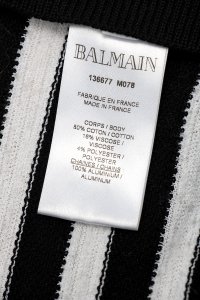 BALMAIN
136677 M078
FABRIQUE EN FRANCE
MADE IN FRANCE
CORPS / BODY
80% COTON / COTTON
16% VISCOSE /
VISCOSE
4% POLYESTER /
POLYESTER
CHAINES / CHAINS
100% ALUMINIUM /
ALUMINUM